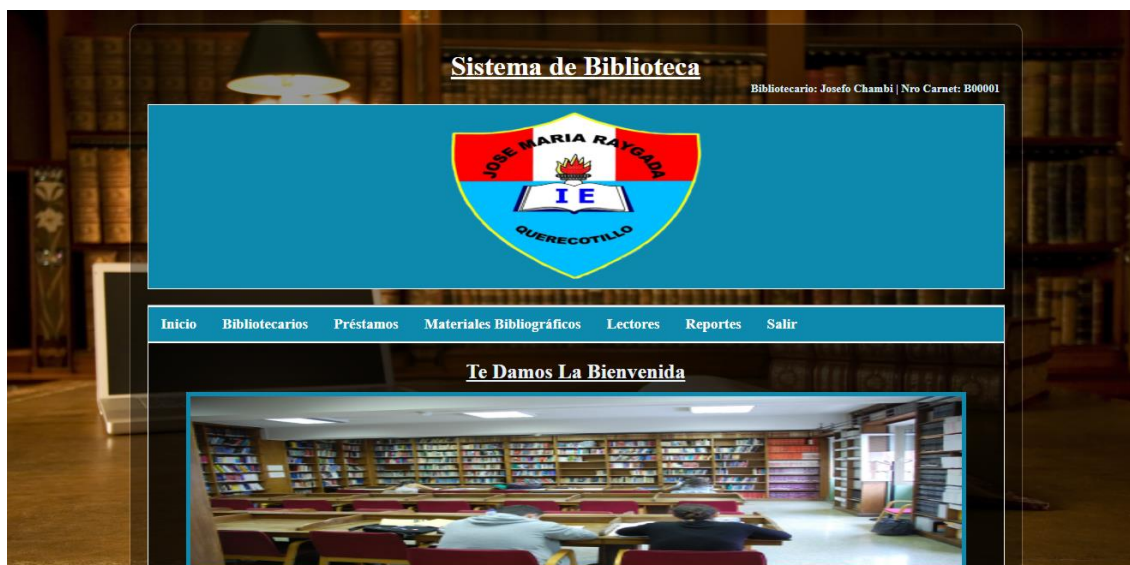 Sistema de Biblioteca
Bibliotecario: Josefo Chambi | Nro Carnet: B00001
JOSE MARIA RAYGADA
I E
QUERECOTILLO
Inicio Bibliotecarios Préstamos Materiales Bibliográficos Lectores Reportes Salir
Te Damos La Bienvenida